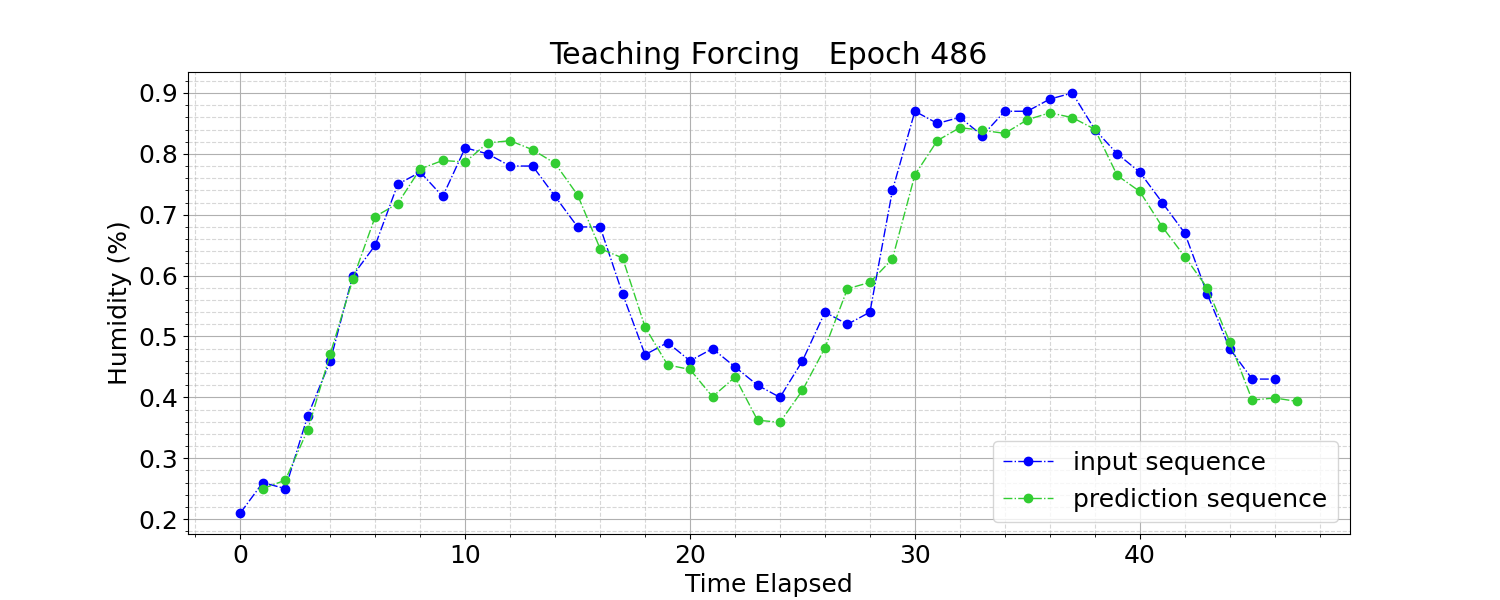 Teaching Forcing   Epoch 486
Humidity (%)
0.9
0.8
0.7
0.6
0.5
0.4
0.3
0.2
input sequence
prediction sequence
0 10 20 30 40
Time Elapsed